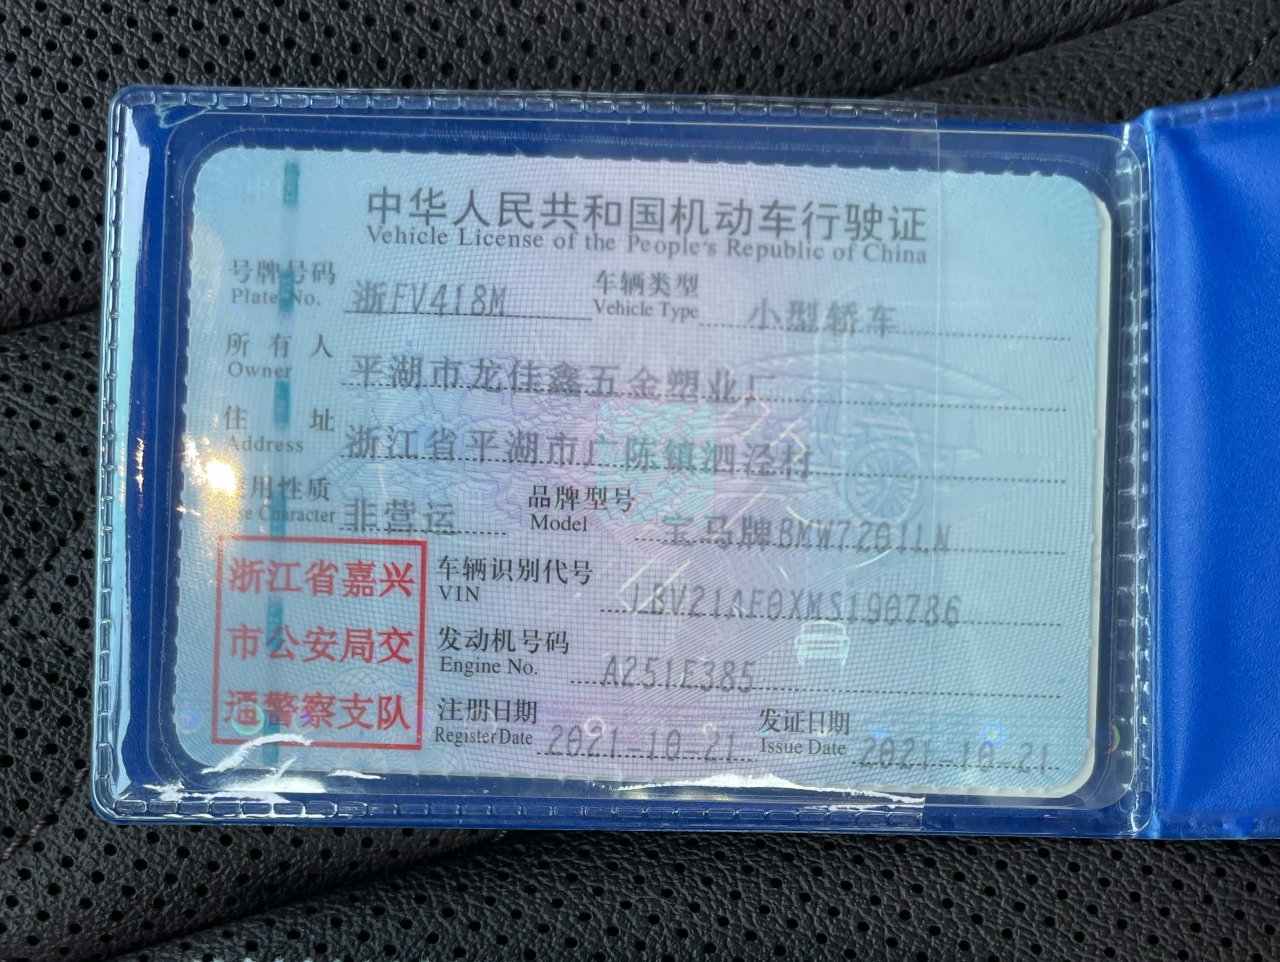 中华人民共和国机动车行驶证
Vehicle License of the People's Republic of China
号牌号码 浙FV418M 车辆类型 小型轿车
Plate No. Vehicle Type
所有人 平湖市龙佳鑫五金塑业厂
Owner
住址 浙江省平湖市广陈镇泗泾村
Address
用性质 非营运 品牌型号 宝马牌BMW7201LN
Character Model
浙江省嘉兴
市公安局交
通警察支队
车辆识别代号 LBV21AF0XMS190786
VIN
发动机号码 A251E385
Engine No.
注册日期 2021-10-21 发证日期 2021-10-21
Register Date Issue Date